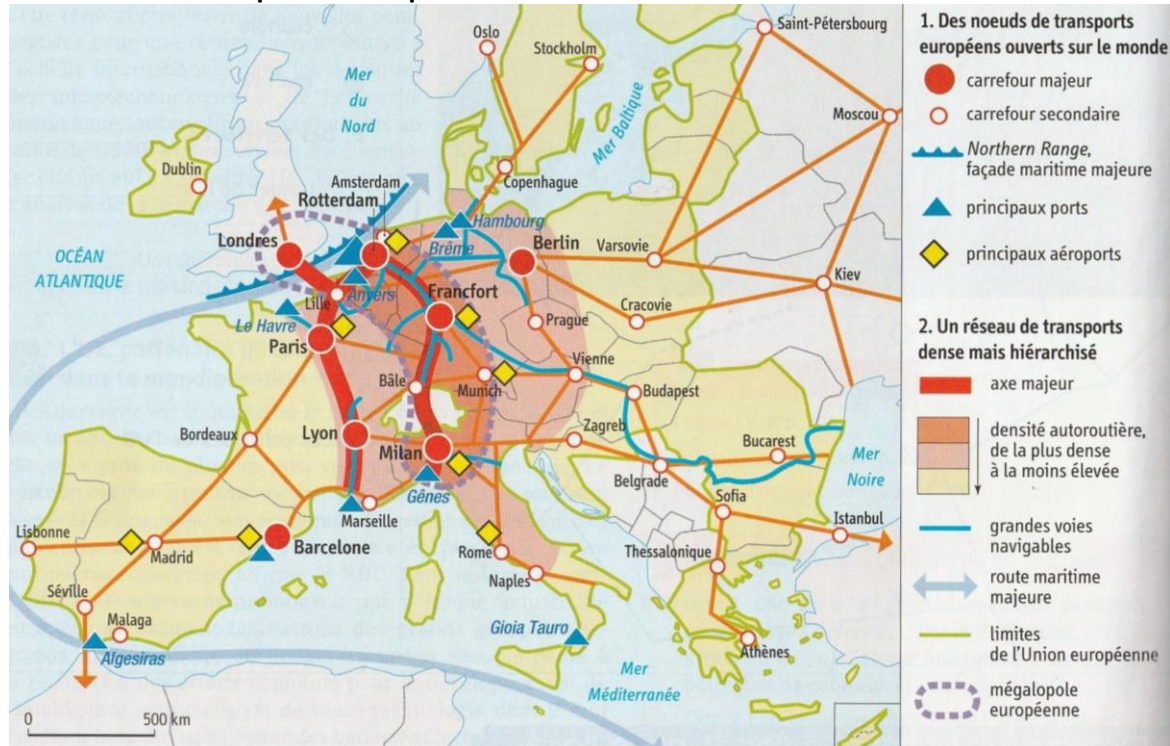 Oslo
Stockholm
Saint-Pétersbourg
Mer
du
Nord
Mer Baltique
Moscou
Dublin
Copenhague
Amsterdam
Rotterdam
Hambourg
Brême
Londres
Berlin
Varsovie
OCÉAN
ATLANTIQUE
Kiev
Lille
Anvers
Francfort
Le Havre
Cracovie
Prague
Paris
Vienne
Bâle
Munich
Budapest
Lyon
Zagreb
Bordeaux
Milan
Bucarest
Mer
Noire
Belgrade
Gênes
Sofia
Marseille
Istanbul
Lisbonne
Madrid
Barcelone
Rome
Thessalonique
Naples
Séville
Malaga
Gioia Tauro
Algesiras
Athènes
Mer
Méditerranée
0
500 km
1. Des noeuds de transports
européens ouverts sur le monde
carrefour majeur
carrefour secondaire
Northern Range,
façade maritime majeure
principaux ports
principaux aéroports
2. Un réseau de transports
dense mais hiérarchisé
axe majeur
densité autoroutière,
de la plus dense
à la moins élevée
grandes voies
navigables
route maritime
majeure
limites
de l'Union européenne
mégalopole
européenne